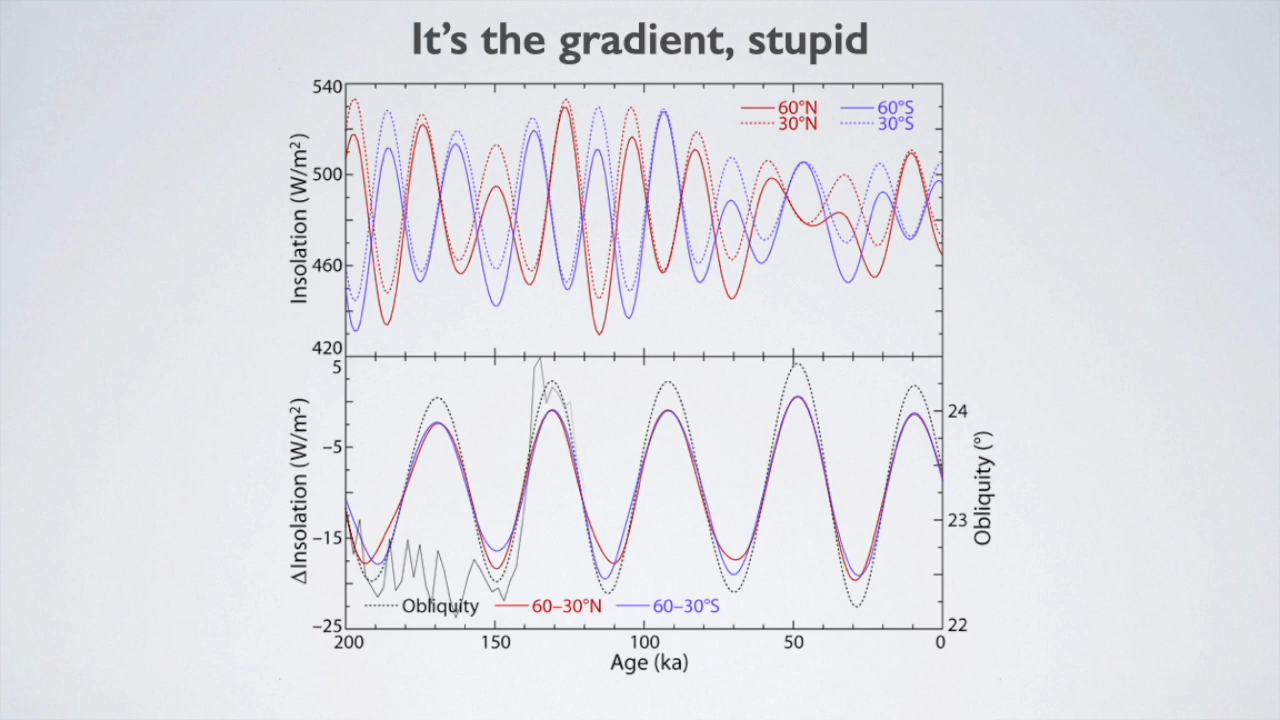 It’s the gradient, stupid
540
500
460
420
Insolation (W/m²)
60°N
60°S
30°N
30°S
5
−5
−15
−25
ΔInsolation (W/m²)
24
23
22
Obliquity (°)
Obliquity
60–30°N
60–30°S
200
150
100
50
0
Age (ka)